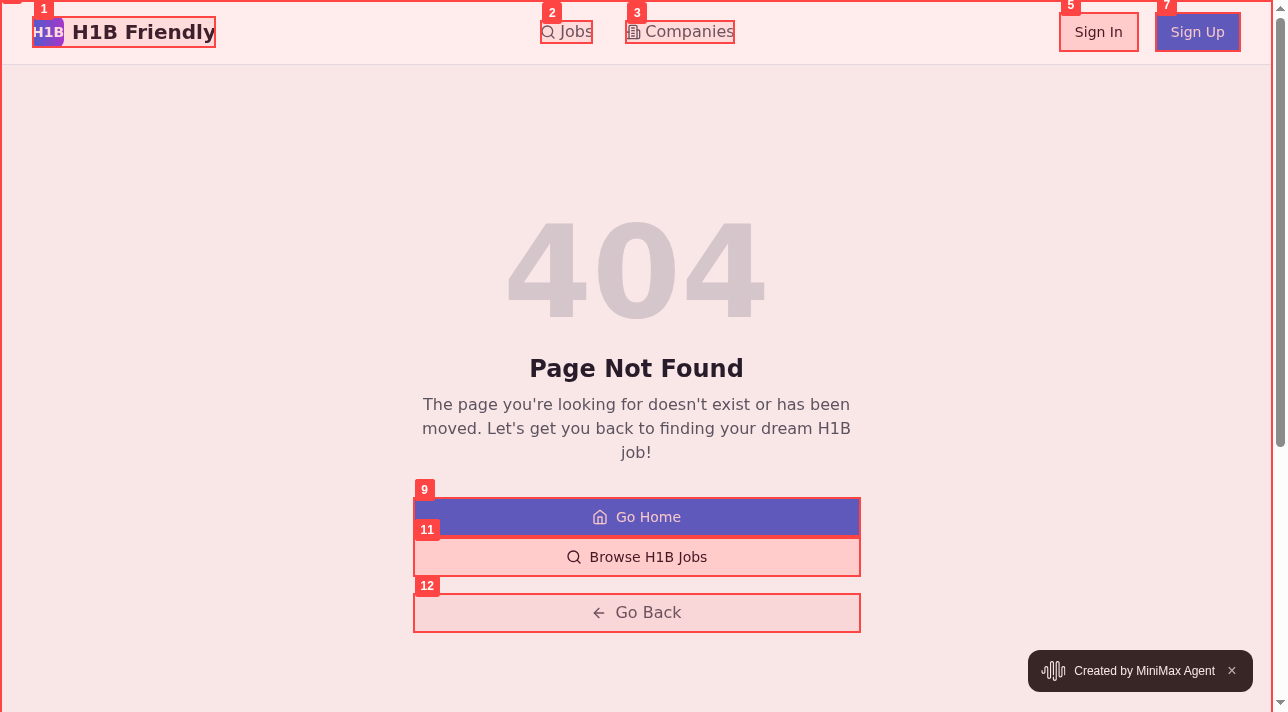 1
2
3
5
7
H1B
H1B Friendly
Jobs
Companies
Sign In
Sign Up
404
Page Not Found
The page you're looking for doesn't exist or has been
moved. Let's get you back to finding your dream H1B
job!
9
Go Home
11
Browse H1B Jobs
12
Go Back
Created by MiniMax Agent ×